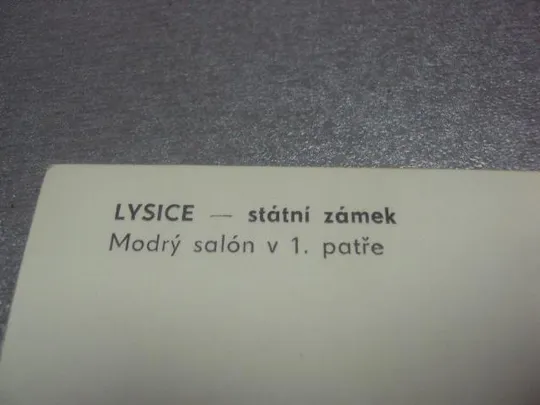 LYSICE — státní zámek
Modrý salón v 1. patře